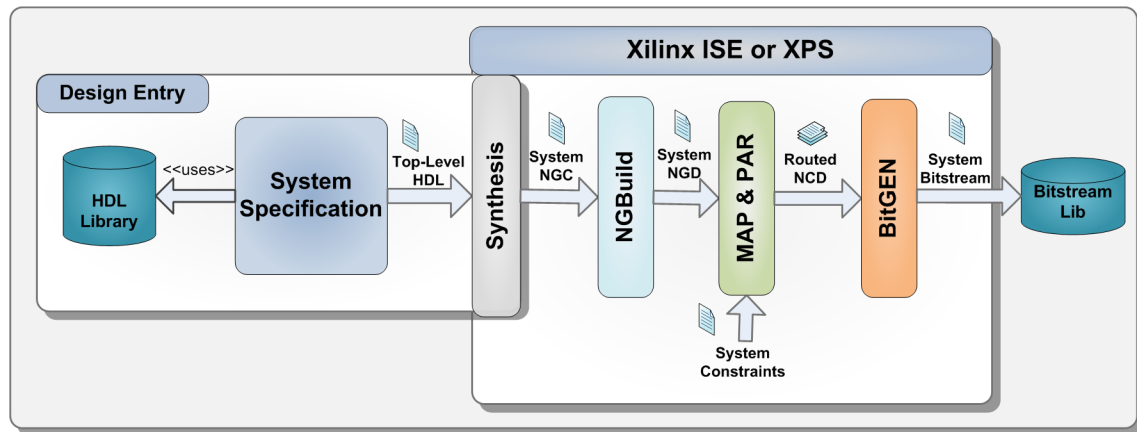 Xilinx ISE or XPS
Design Entry
<<uses>>
HDL
Library
System
Specification
Top-Level
HDL
Synthesis
System
NGC
NGBuild
System
NGD
MAP & PAR
Routed
NCD
BitGEN
System
Bitstream
Bitstream
Lib
System
Constraints